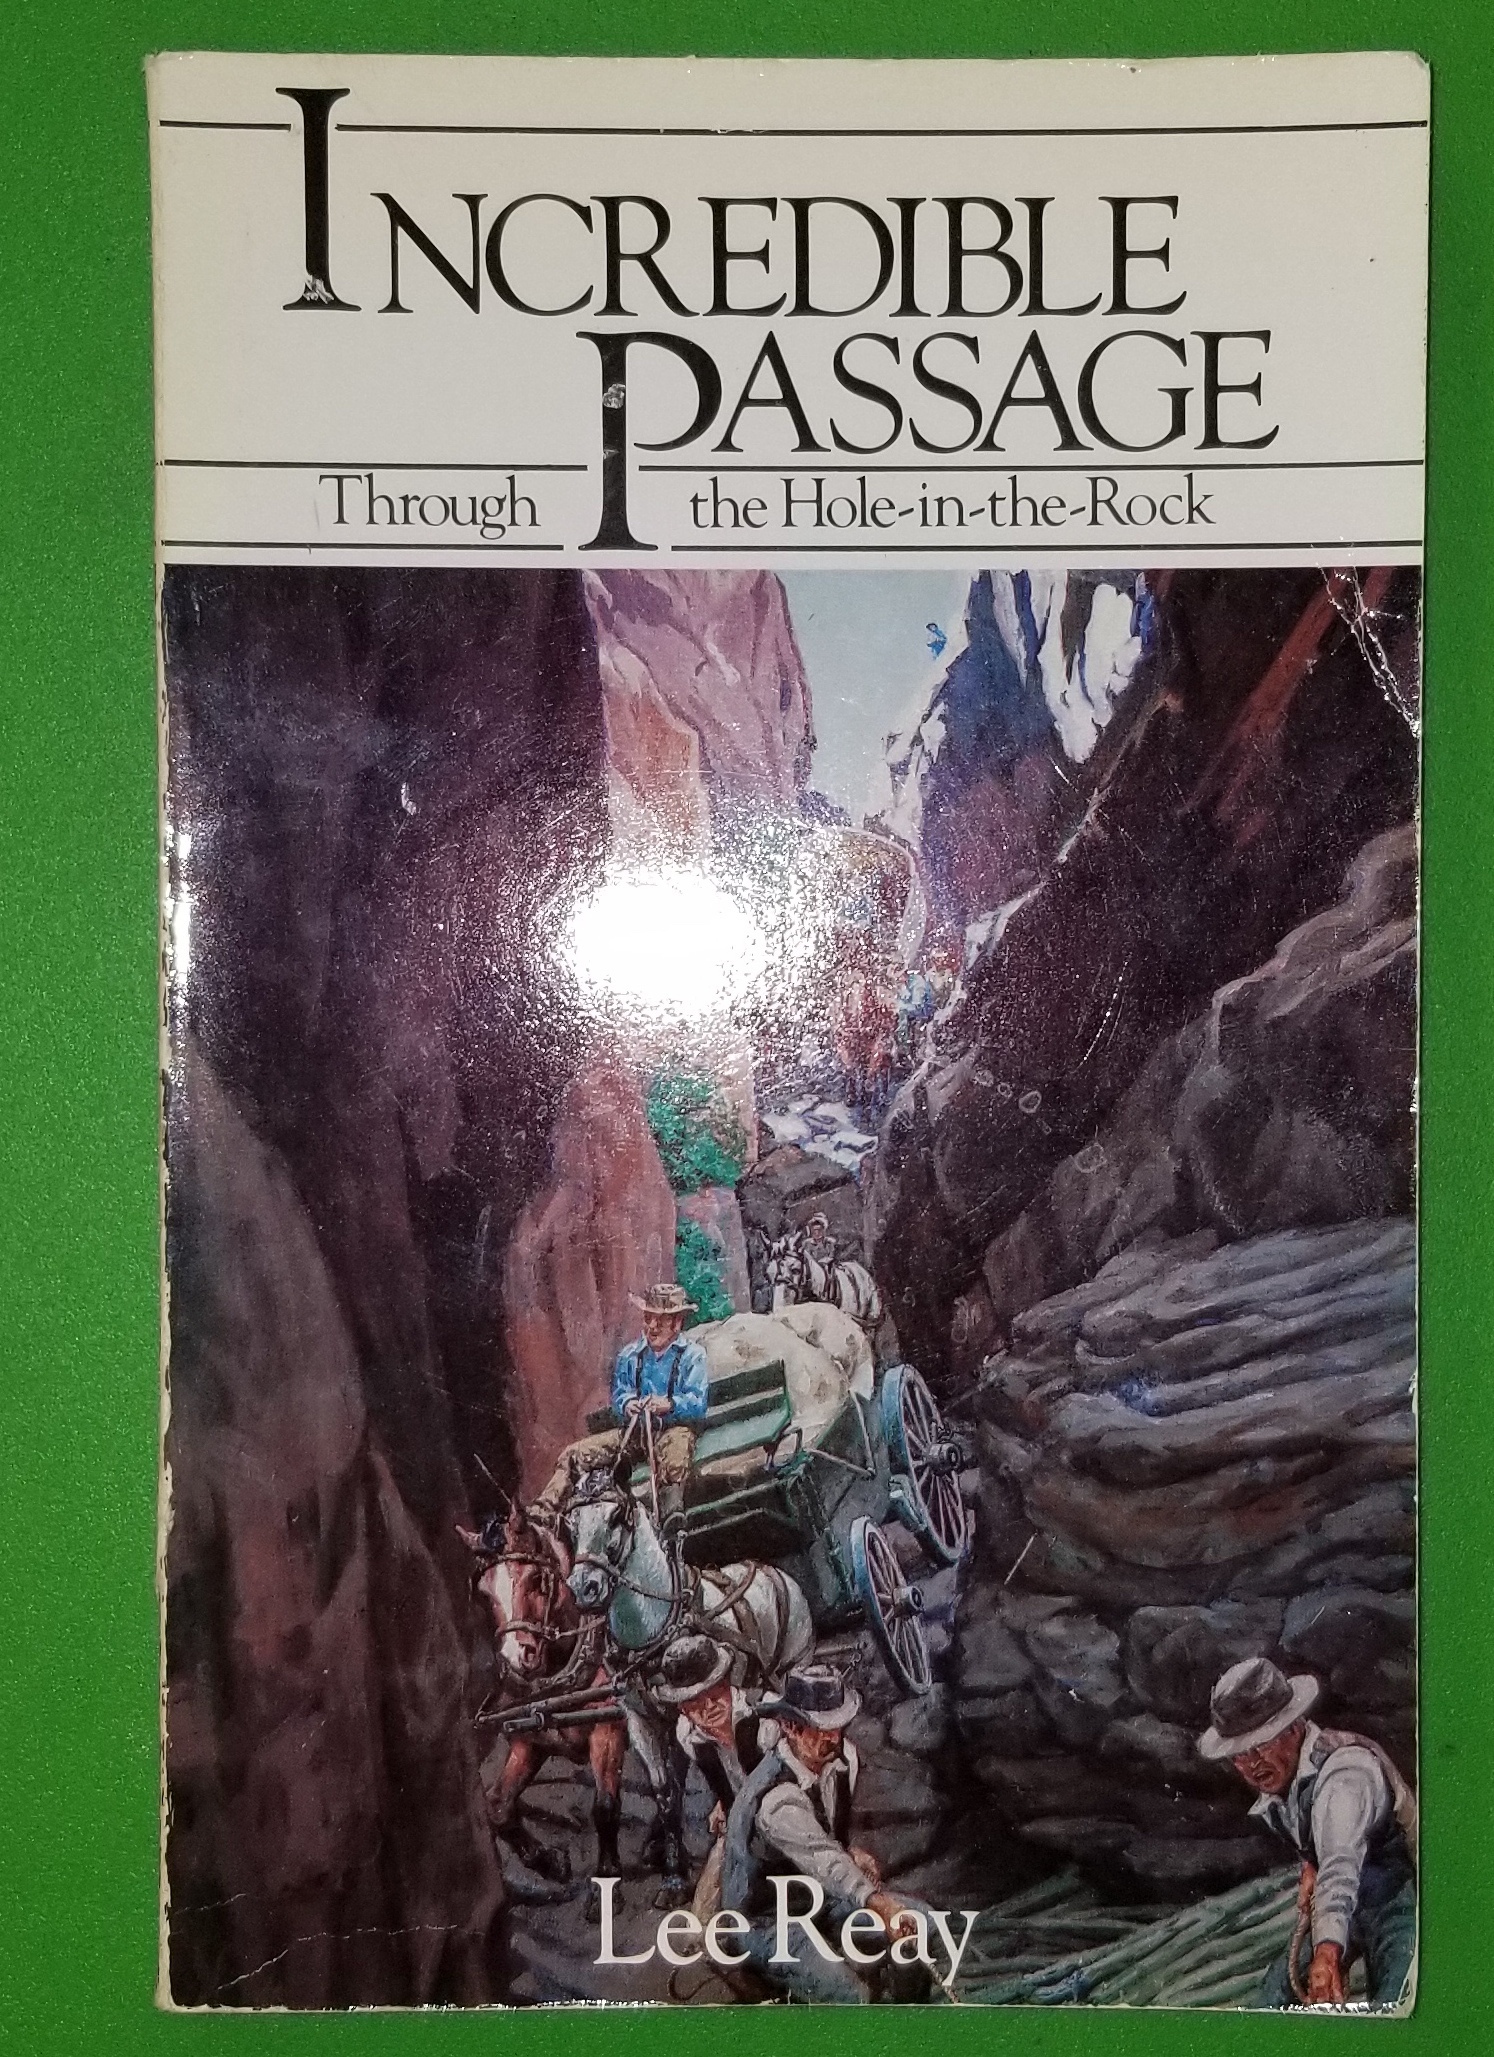 INCREDIBLE
PASSAGE
Through the Hole-in-the-Rock
Lee Reay